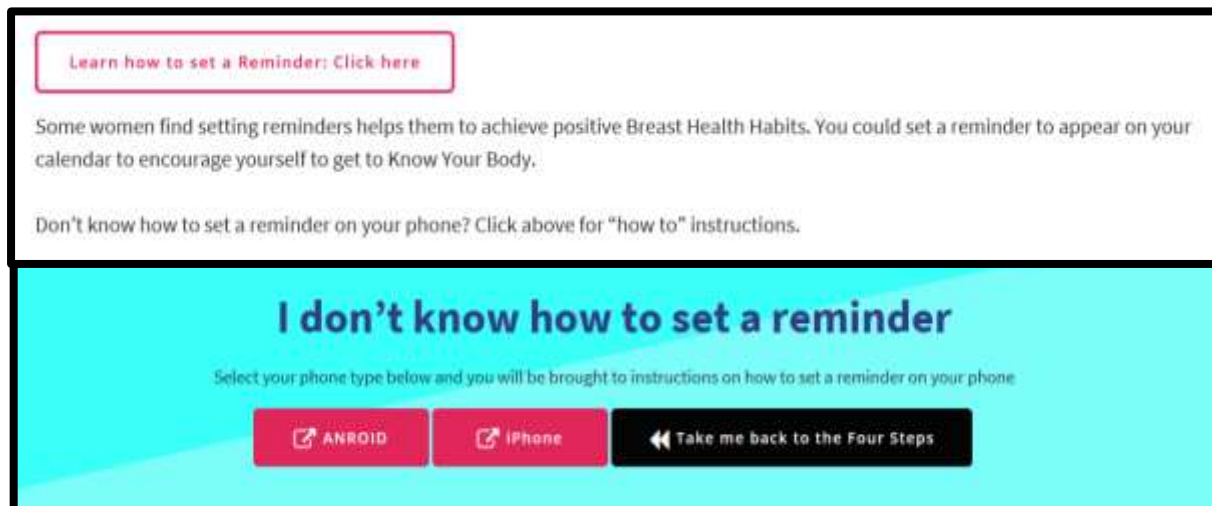 Learn how to set a Reminder: Click here
Some women find setting reminders helps them to achieve positive Breast Health Habits. You could set a reminder to appear on your
calendar to encourage yourself to get to Know Your Body.
Don't know how to set a reminder on your phone? Click above for “how to” instructions.
I don't know how to set a reminder
Select your phone type below and you will be brought to instructions on how to set a reminder on your phone
ANROID
iPhone
Take me back to the Four Steps